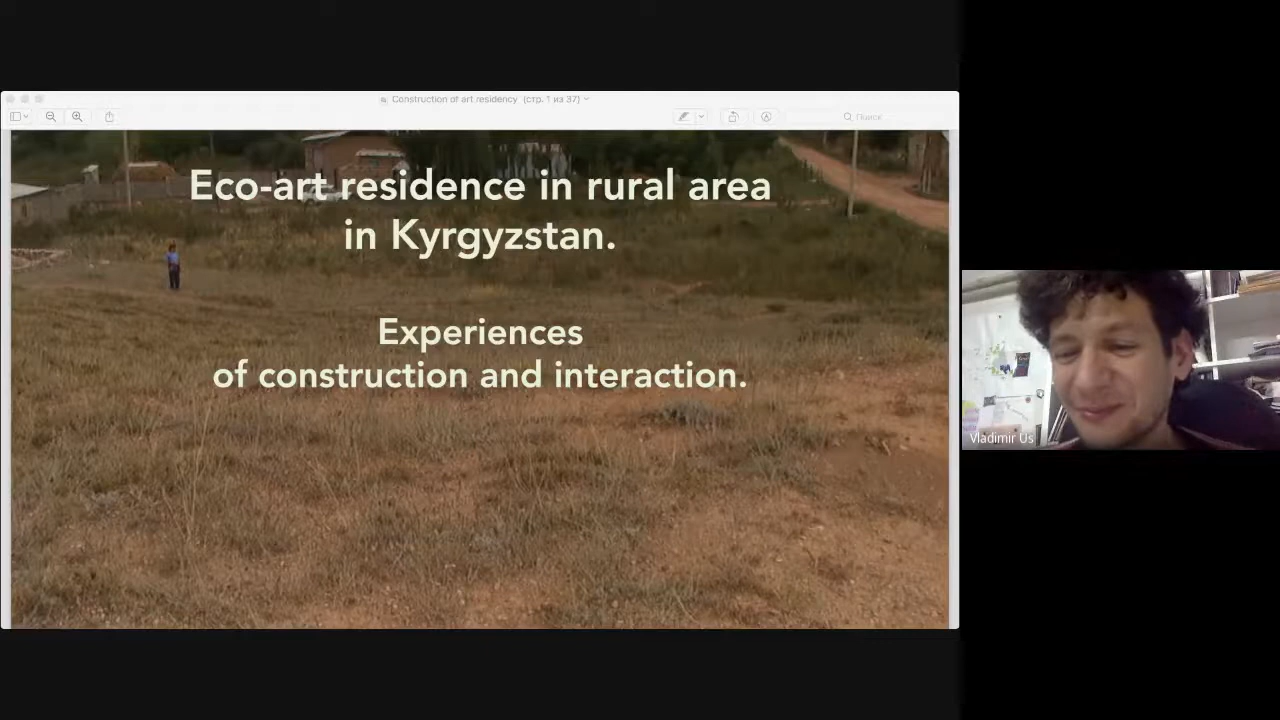 Construction of art residency (стр. 1 из 37)
Поиск
Eco-art residence in rural area
in Kyrgyzstan.
Experiences
of construction and interaction.
Vladimir Us